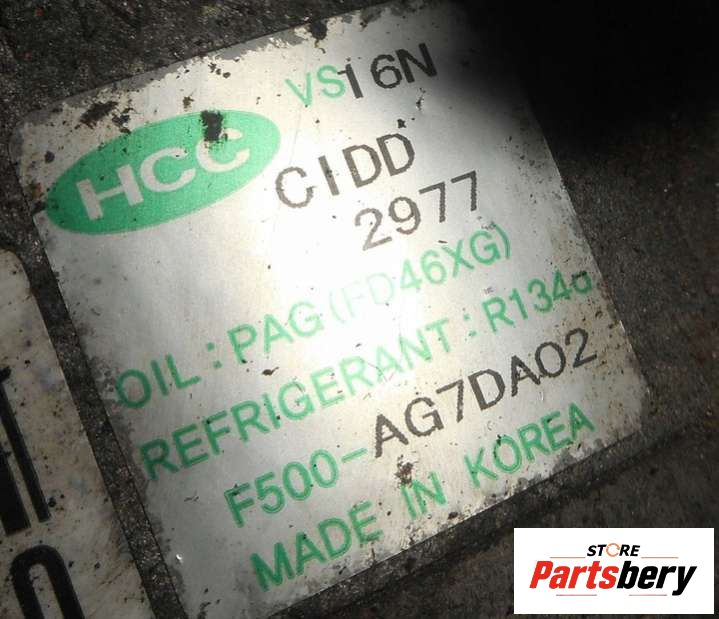 VS16N
HCC
CIDD
2977
OIL : PAG (FD46XG)
REFRIGERANT : R134a
F500-AG7DA02
MADE IN KOREA
STORE
Partsbery